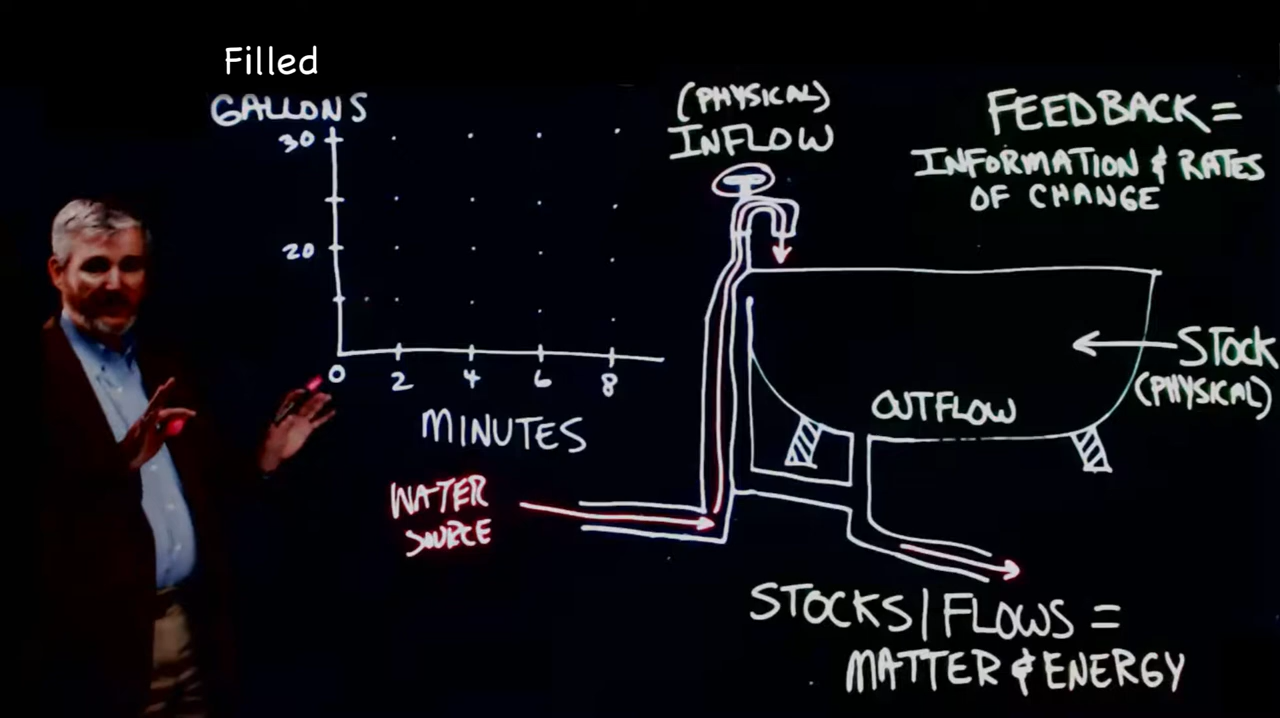 Filled
GALLONS
30
20
0 2 4 6 8
MINUTES
WATER
SOURCE
(PHYSICAL)
INFLOW
FEEDBACK =
INFORMATION & RATES
OF CHANGE
STOCK
(PHYSICAL)
OUTFLOW
STOCKS/FLOWS =
MATTER & ENERGY